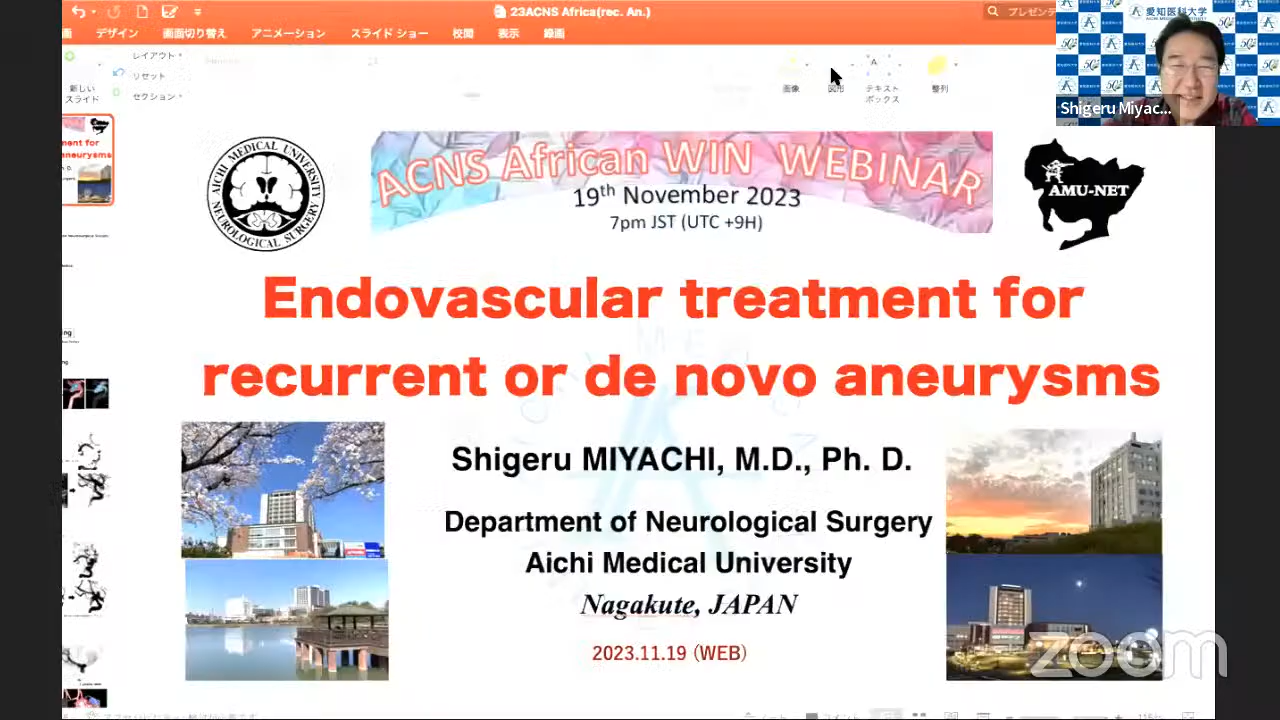 23ACNS Africa(rec. An.)
プレゼンテ
デザイン
画面切り替え
アニメーション
スライド ショー
校閲
表示
録画
愛知医科大学
Shigeru Miyac...
新しい
スライド
レイアウト
リセット
セクション
画像
図形
テキスト
ボックス
整列
AICHI MEDICAL UNIVERSITY
NEUROLOGICAL SURGERY
ACNS African WIN WEBINAR
19th November 2023
7pm JST (UTC +9H)
AMU-NET
Endovascular treatment for
recurrent or de novo aneurysms
Shigeru MIYACHI, M.D., Ph. D.
Department of Neurological Surgery
Aichi Medical University
Nagakute, JAPAN
2023.11.19 (WEB)
zoom